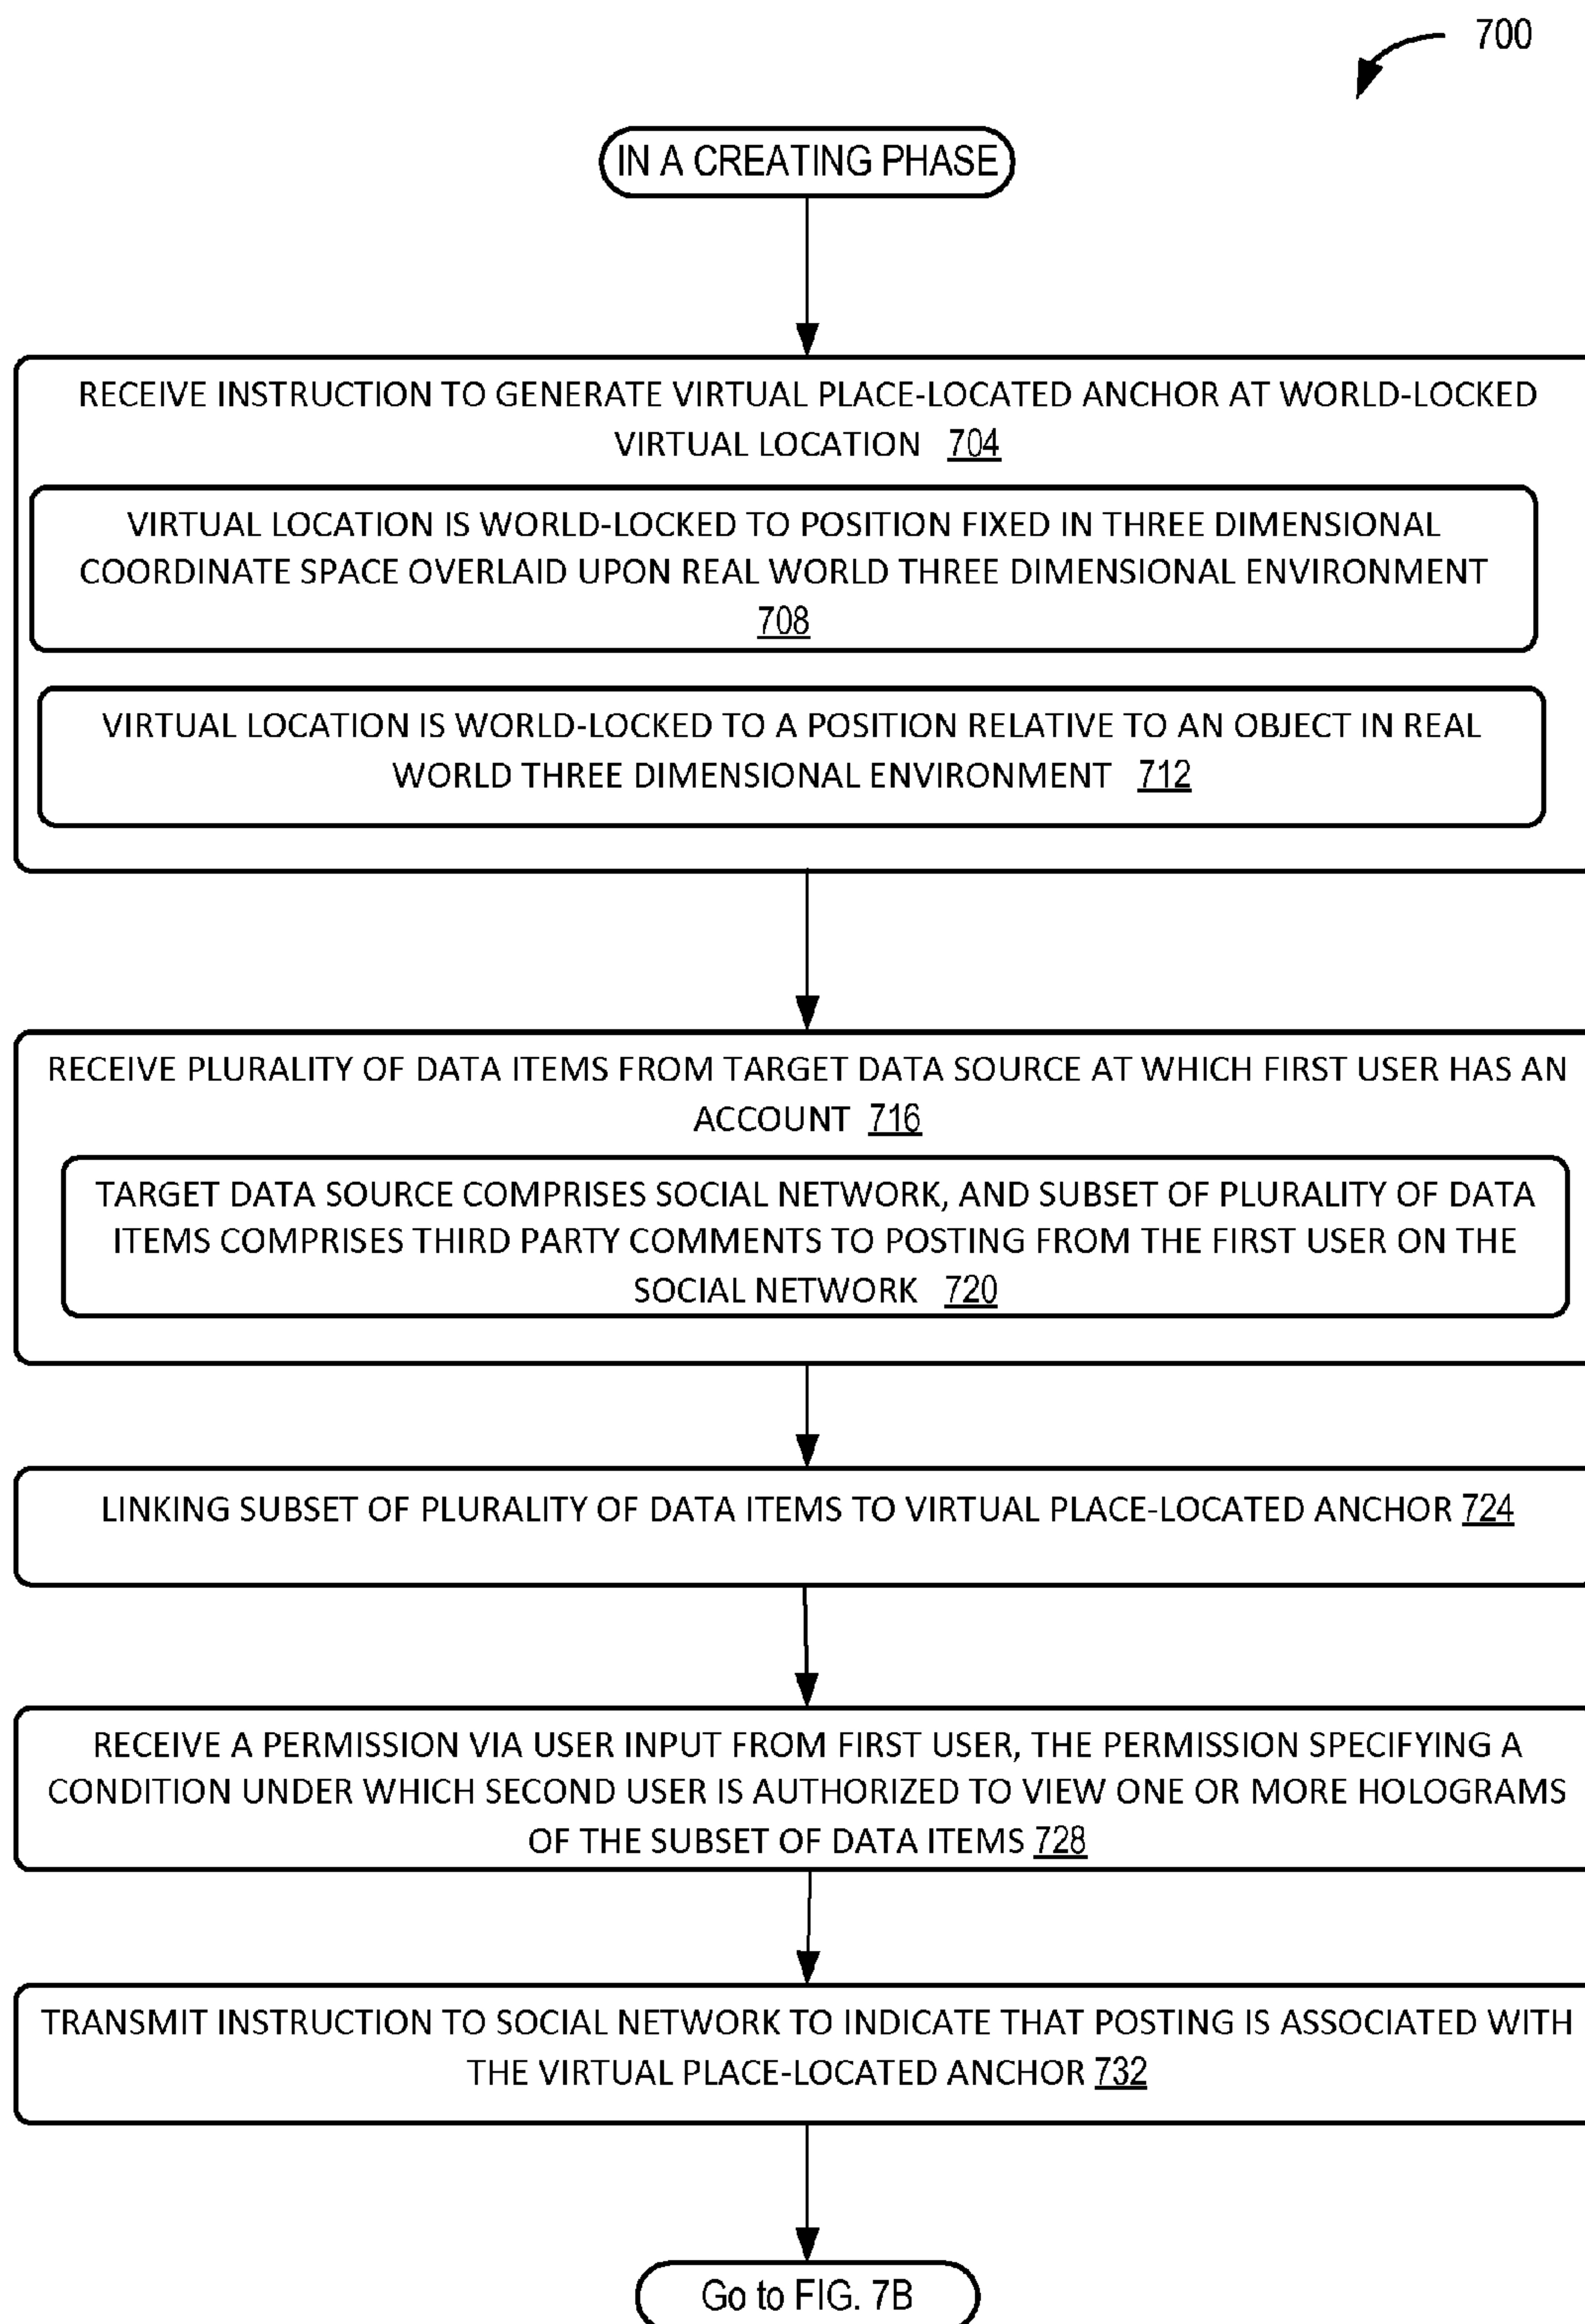 700
IN A CREATING PHASE
RECEIVE INSTRUCTION TO GENERATE VIRTUAL PLACE-LOCATED ANCHOR AT WORLD-LOCKED
VIRTUAL LOCATION 704
VIRTUAL LOCATION IS WORLD-LOCKED TO POSITION FIXED IN THREE DIMENSIONAL
COORDINATE SPACE OVERLAID UPON REAL WORLD THREE DIMENSIONAL ENVIRONMENT
708
VIRTUAL LOCATION IS WORLD-LOCKED TO A POSITION RELATIVE TO AN OBJECT IN REAL
WORLD THREE DIMENSIONAL ENVIRONMENT 712
RECEIVE PLURALITY OF DATA ITEMS FROM TARGET DATA SOURCE AT WHICH FIRST USER HAS AN
ACCOUNT 716
TARGET DATA SOURCE COMPRISES SOCIAL NETWORK, AND SUBSET OF PLURALITY OF DATA
ITEMS COMPRISES THIRD PARTY COMMENTS TO POSTING FROM THE FIRST USER ON THE
SOCIAL NETWORK 720
LINKING SUBSET OF PLURALITY OF DATA ITEMS TO VIRTUAL PLACE-LOCATED ANCHOR 724
RECEIVE A PERMISSION VIA USER INPUT FROM FIRST USER, THE PERMISSION SPECIFYING A
CONDITION UNDER WHICH SECOND USER IS AUTHORIZED TO VIEW ONE OR MORE HOLOGRAMS
OF THE SUBSET OF DATA ITEMS 728
TRANSMIT INSTRUCTION TO SOCIAL NETWORK TO INDICATE THAT POSTING IS ASSOCIATED WITH
THE VIRTUAL PLACE-LOCATED ANCHOR 732
Go to FIG. 7B